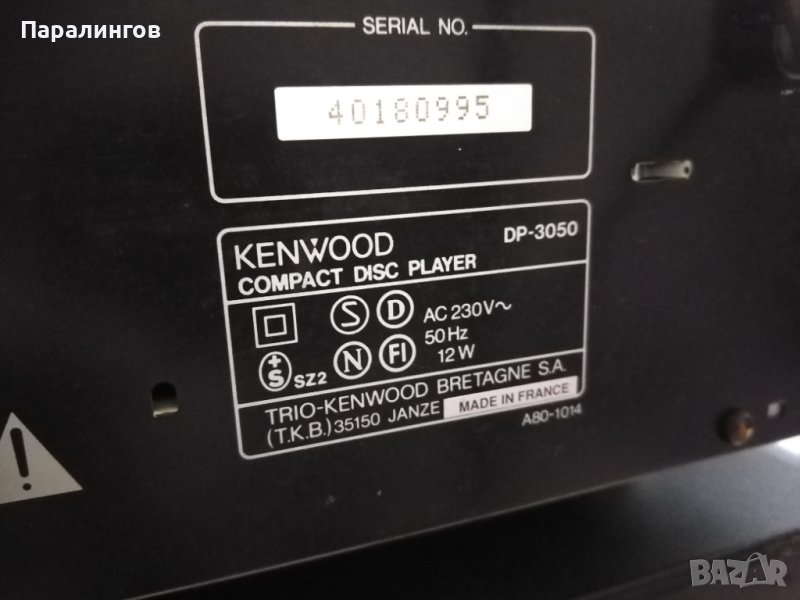 Паралингов
SERIAL NO.
40180995
KENWOOD DP-3050
COMPACT DISC PLAYER
S D AC 230V~
50Hz
+S SZ2 N FI 12W
TRIO-KENWOOD BRETAGNE S.A.
(T.K.B.) 35150 JANZE MADE IN FRANCE
A80-1014
BAZAR